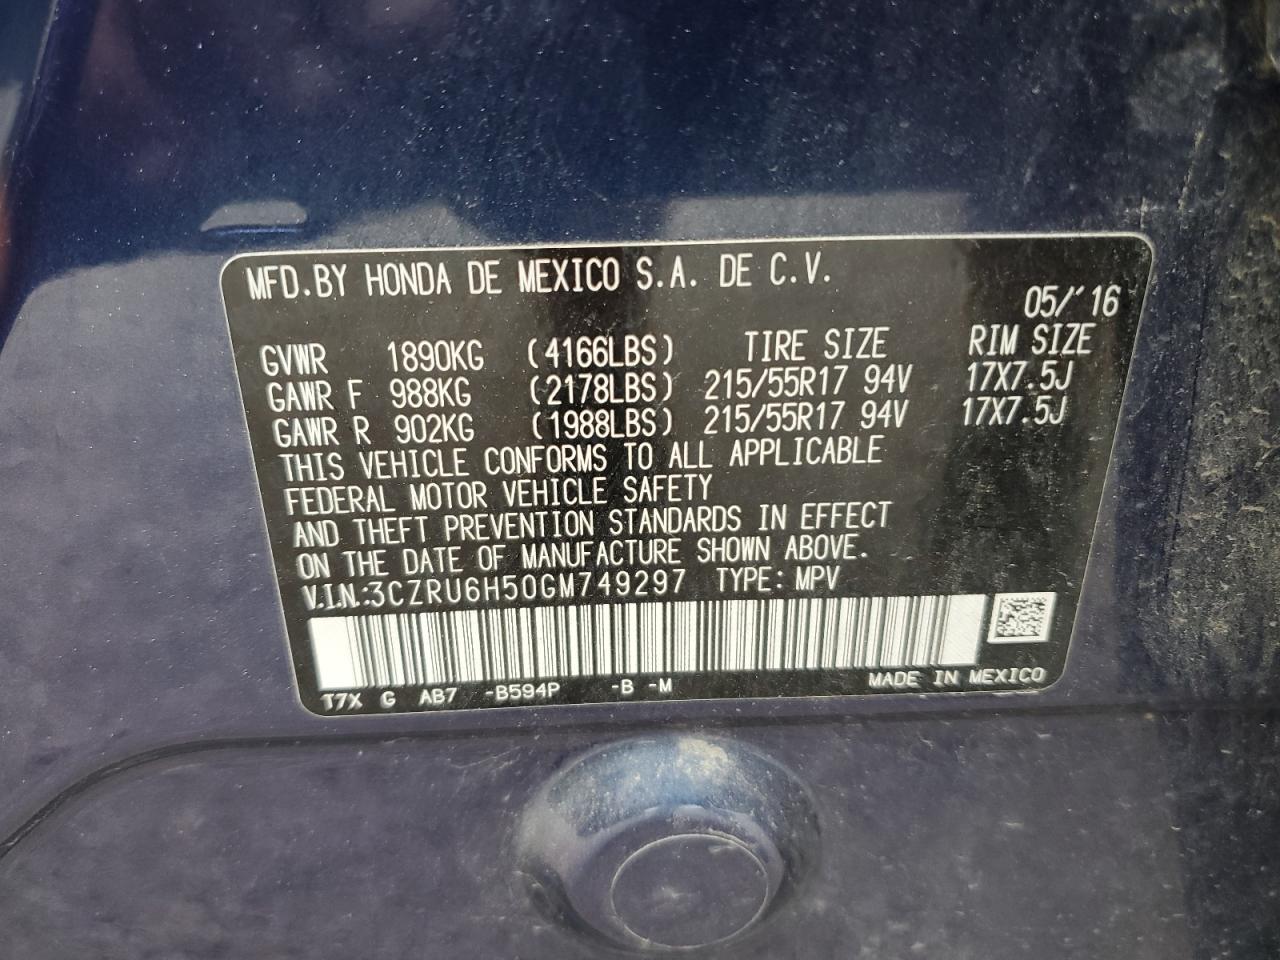 MFD.BY HONDA DE MEXICO S.A. DE C.V.
05/'16
GVWR 1890KG (4166LBS) TIRE SIZE RIM SIZE
GAWR F 988KG (2178LBS) 215/55R17 94V 17X7.5J
GAWR R 902KG (1988LBS) 215/55R17 94V 17X7.5J
THIS VEHICLE CONFORMS TO ALL APPLICABLE
FEDERAL MOTOR VEHICLE SAFETY
AND THEFT PREVENTION STANDARDS IN EFFECT
ON THE DATE OF MANUFACTURE SHOWN ABOVE.
V.I.N.:3CZRU6H50GM749297 TYPE: MPV
T7X G AB7 -B594P -B -M MADE IN MEXICO